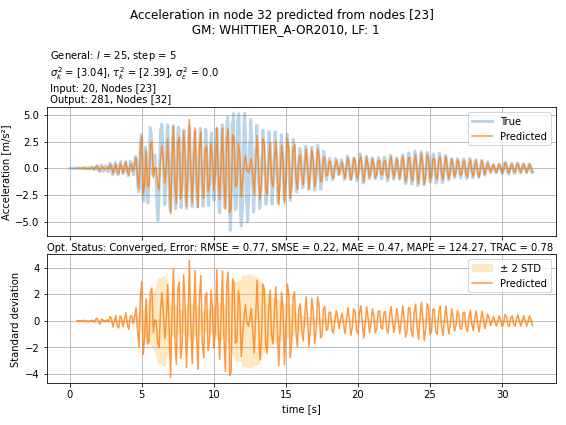 Acceleration in node 32 predicted from nodes [23]
GM: WHITTIER_A-OR2010, LF: 1
General: l = 25, step = 5
σ²ₖ = [3.04], τ²ₖ = [2.39], σ²ε = 0.0
Input: 20, Nodes [23]
Output: 281, Nodes [32]
Acceleration [m/s²]
5.0
2.5
0.0
−2.5
−5.0
True
Predicted
Opt. Status: Converged, Error: RMSE = 0.77, SMSE = 0.22, MAE = 0.47, MAPE = 124.27, TRAC = 0.78
Standard deviation
4
2
0
−2
−4
± 2 STD
Predicted
0 5 10 15 20 25 30
time [s]